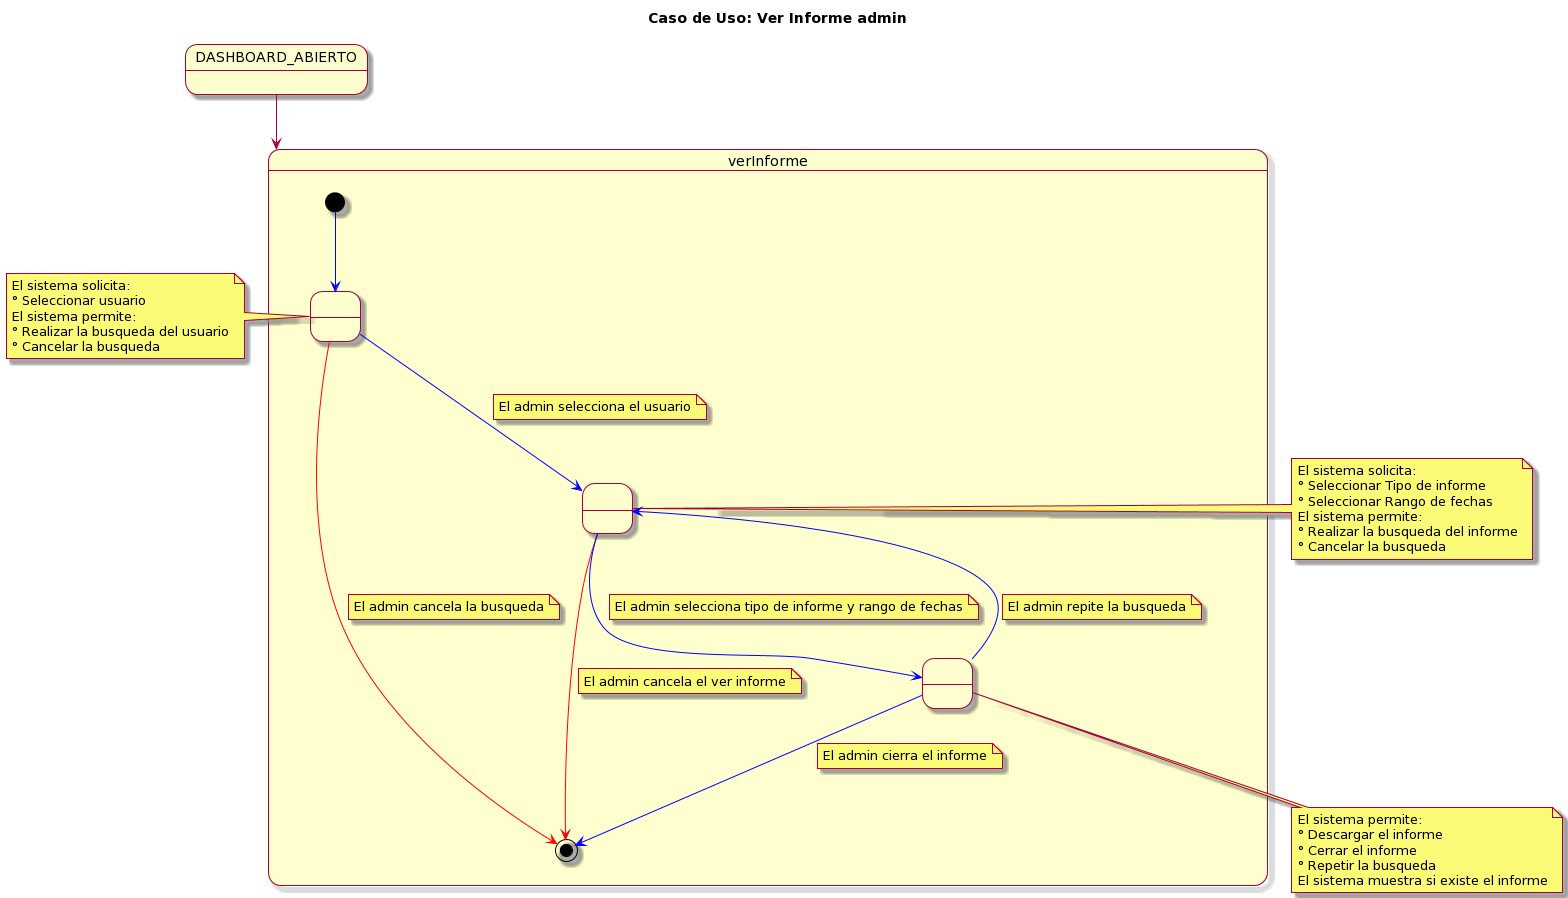 Caso de Uso: Ver Informe admin
DASHBOARD_ABIERTO
verInforme
El sistema solicita:
° Seleccionar usuario
El sistema permite:
° Realizar la busqueda del usuario
° Cancelar la busqueda
El admin selecciona el usuario
El sistema solicita:
° Seleccionar Tipo de informe
° Seleccionar Rango de fechas
El sistema permite:
° Realizar la busqueda del informe
° Cancelar la busqueda
El admin cancela la busqueda
El admin selecciona tipo de informe y rango de fechas
El admin repite la busqueda
El admin cancela el ver informe
El admin cierra el informe
El sistema permite:
° Descargar el informe
° Cerrar el informe
° Repetir la busqueda
El sistema muestra si existe el informe